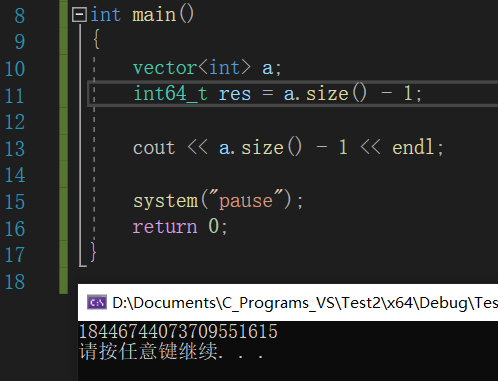 8 int main()
9 {
10 vector<int> a;
11 int64_t res = a.size() - 1;
12
13 cout << a.size() - 1 << endl;
14
15 system("pause");
16 return 0;
17 }
18
D:\Documents\C_Programs_VS\Test2\x64\Debug\Tes
18446744073709551615
请按任意键继续. . .